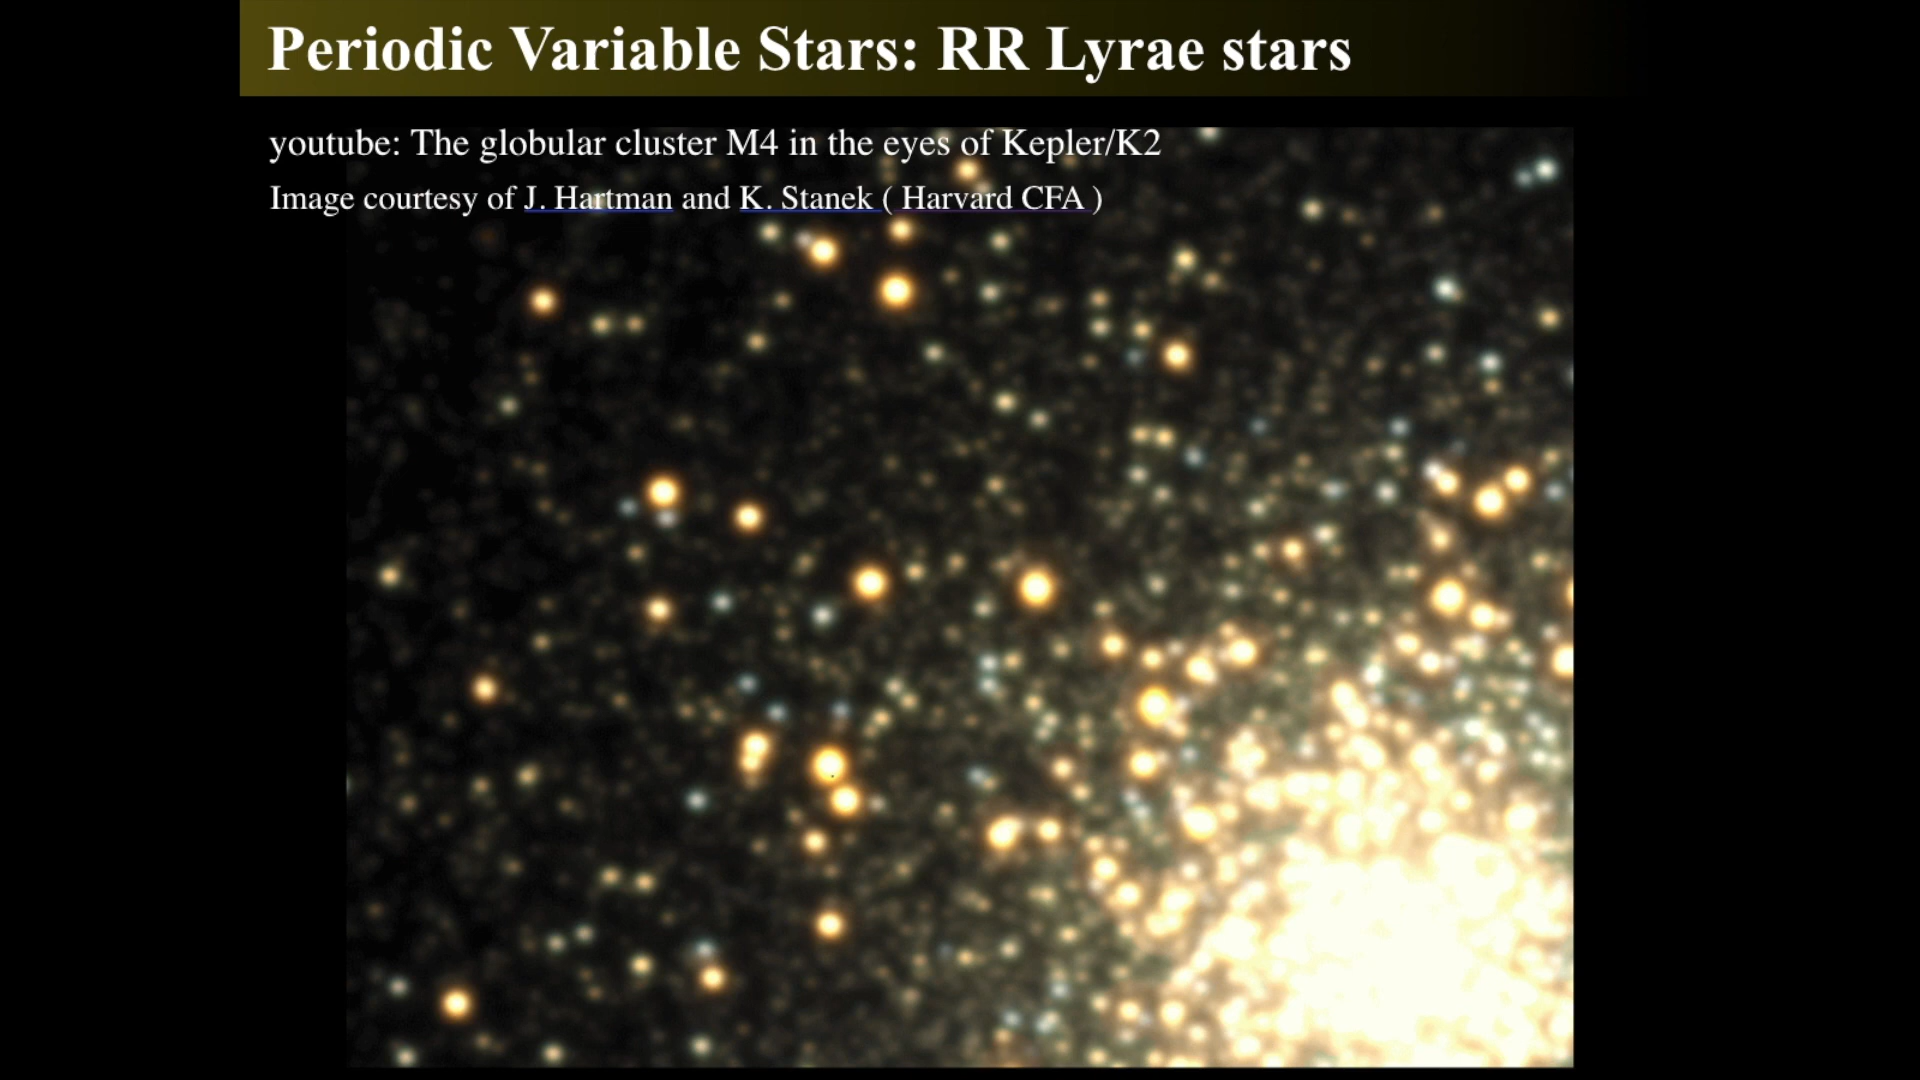 Periodic Variable Stars: RR Lyrae stars
youtube: The globular cluster M4 in the eyes of Kepler/K2
Image courtesy of J. Hartman and K. Stanek ( Harvard CFA )